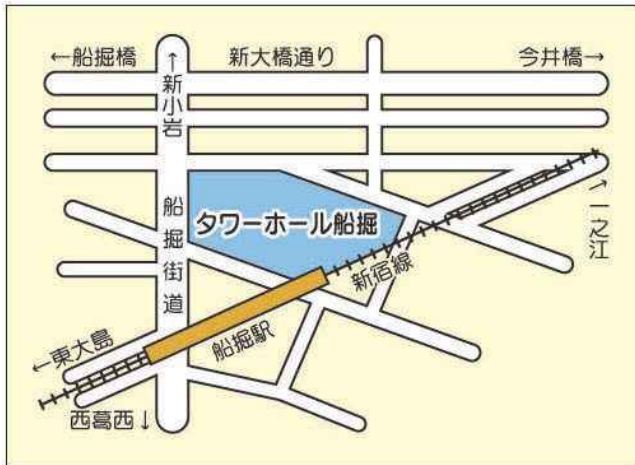 ←船堀橋
↑新小岩
新大橋通り
今井橋→
船堀街道
タワーホール船堀
→一之江
新宿線
船堀駅
←東大島
西葛西↓